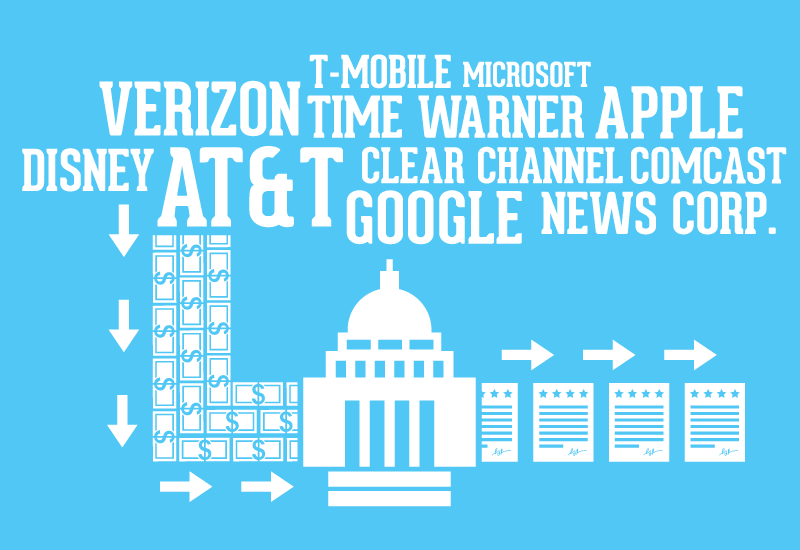 T-MOBILE MICROSOFT
VERIZON TIME WARNER APPLE
DISNEY AT&T CLEAR CHANNEL COMCAST
GOOGLE NEWS CORP.